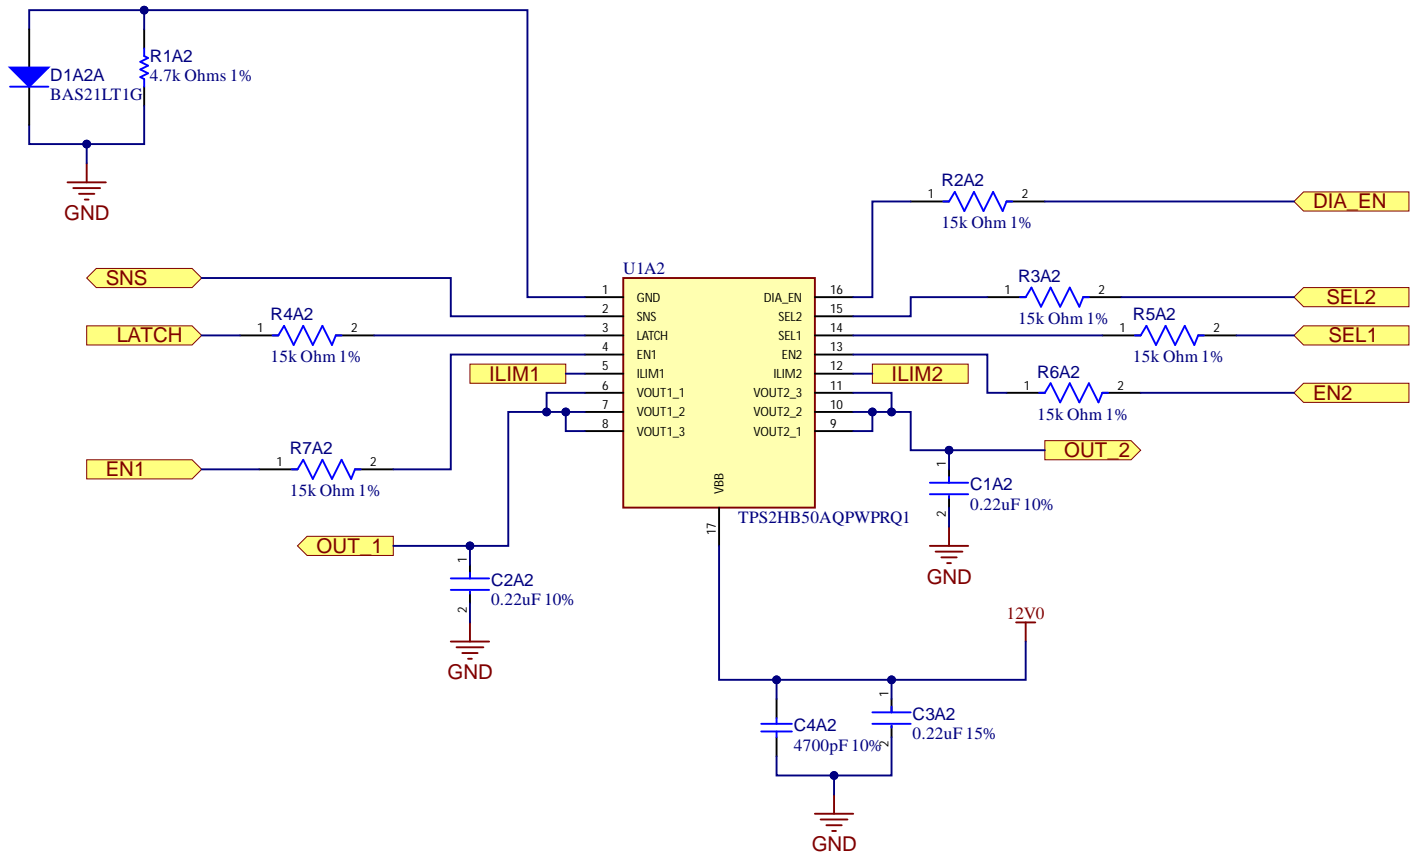 R1A2
4.7k Ohms 1%
D1A2A
BAS21LT1G
GND
R2A2
1
2
15k Ohm 1%
DIA_EN
SNS
U1A2
R3A2
1
2
15k Ohm 1%
SEL2
LATCH
R4A2
1
2
15k Ohm 1%
R5A2
1
2
15k Ohm 1%
SEL1
1
GND
DIA_EN
16
2
SNS
SEL2
15
3
LATCH
SEL1
14
4
EN1
EN2
13
ILIM1
5
ILIM1
ILIM2
12
ILIM2
6
VOUT1_1
VOUT2_3
11
7
VOUT1_2
VOUT2_2
10
8
VOUT1_3
VOUT2_1
9
R6A2
1
2
15k Ohm 1%
EN2
R7A2
1
2
15k Ohm 1%
EN1
VBB
17
TPS2HB50AQPWPRQ1
OUT_2
1
C1A2
0.22uF 10%
2
GND
OUT_1
1
C2A2
0.22uF 10%
2
GND
12V0
C4A2
4700pF 10%
1
C3A2
0.22uF 15%
2
GND